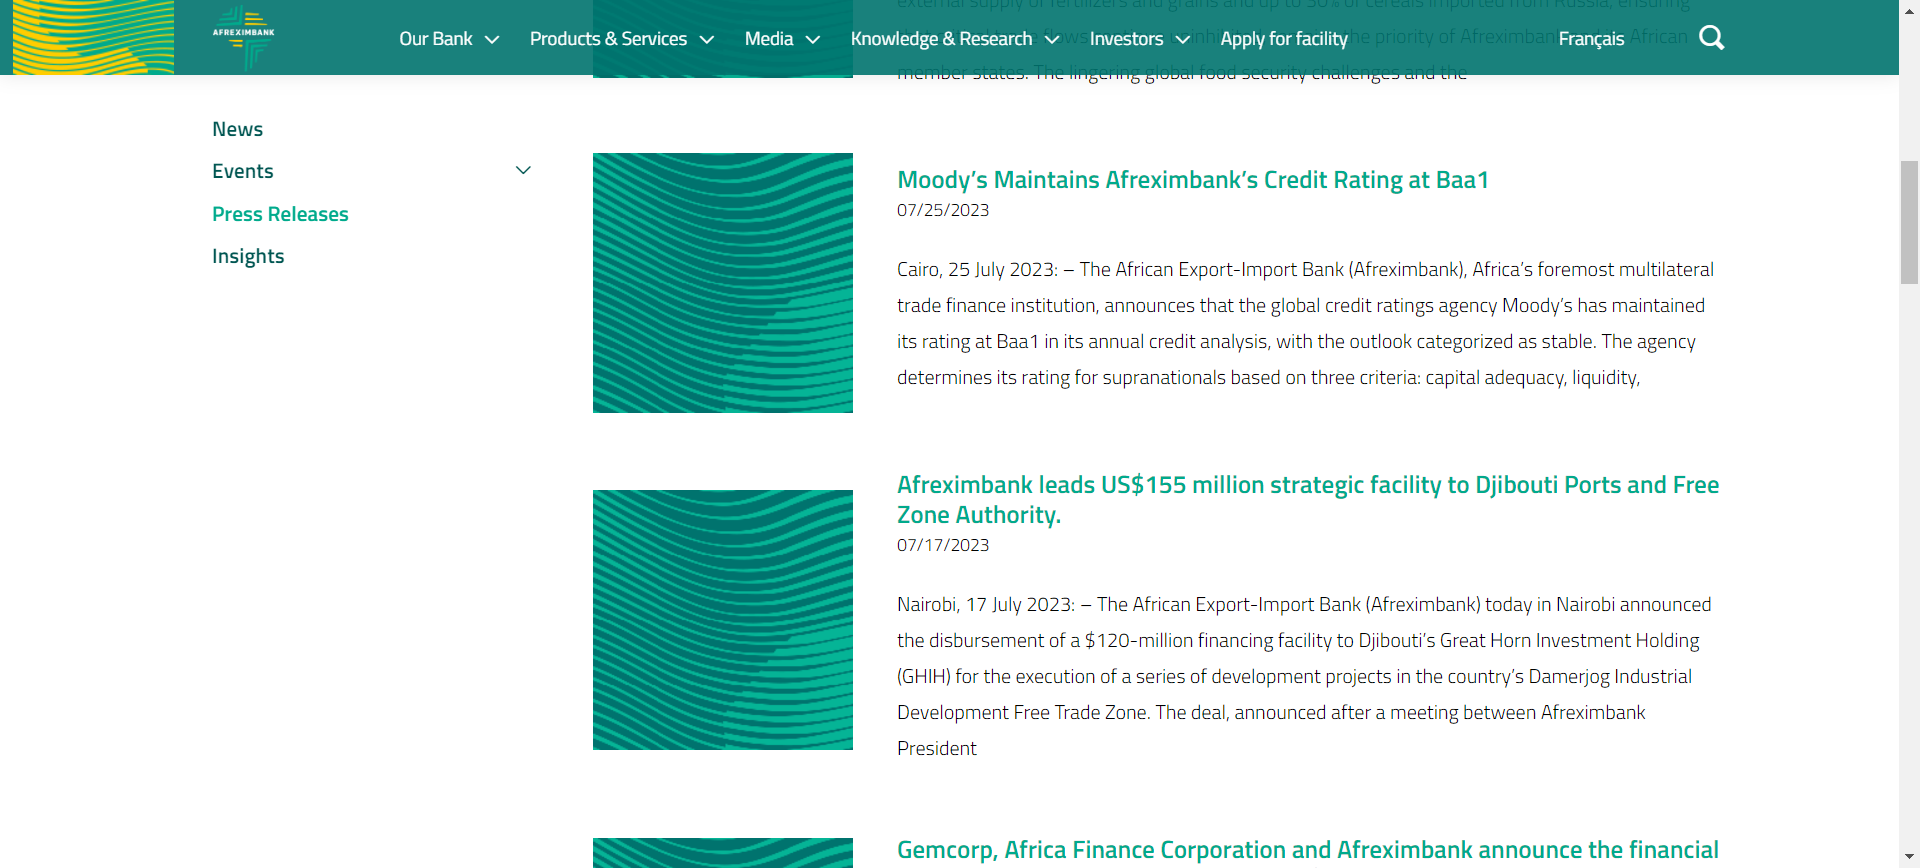 AFREXIMBANK
Our Bank
Products & Services
Media
Knowledge & Research
Investors
Apply for facility
Français
external supply of fertilizers and grains and up to 30% of cereals imported from Russia, ensuring
the priority of Afreximbank African
member states. The lingering global food security challenges and the
News
Events
Press Releases
Insights
Moody’s Maintains Afreximbank’s Credit Rating at Baa1
07/25/2023
Cairo, 25 July 2023: – The African Export-Import Bank (Afreximbank), Africa’s foremost multilateral
trade finance institution, announces that the global credit ratings agency Moody’s has maintained
its rating at Baa1 in its annual credit analysis, with the outlook categorized as stable. The agency
determines its rating for supranationals based on three criteria: capital adequacy, liquidity,
Afreximbank leads US$155 million strategic facility to Djibouti Ports and Free
Zone Authority.
07/17/2023
Nairobi, 17 July 2023: – The African Export-Import Bank (Afreximbank) today in Nairobi announced
the disbursement of a $120-million financing facility to Djibouti’s Great Horn Investment Holding
(GHIH) for the execution of a series of development projects in the country’s Damerjog Industrial
Development Free Trade Zone. The deal, announced after a meeting between Afreximbank
President
Gemcorp, Africa Finance Corporation and Afreximbank announce the financial